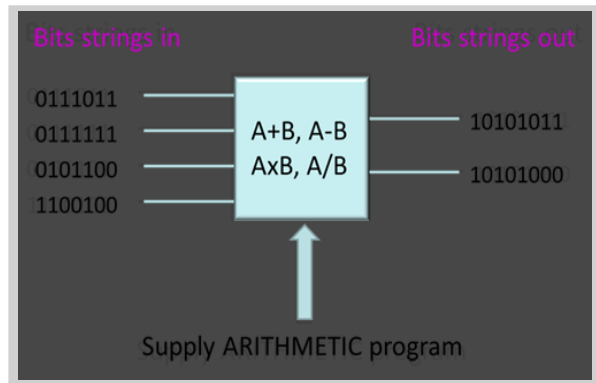 Bits strings in
Bits strings out
0111011
0111111
0101100
1100100
A+B, A-B
AxB, A/B
10101011
10101000
Supply ARITHMETIC program